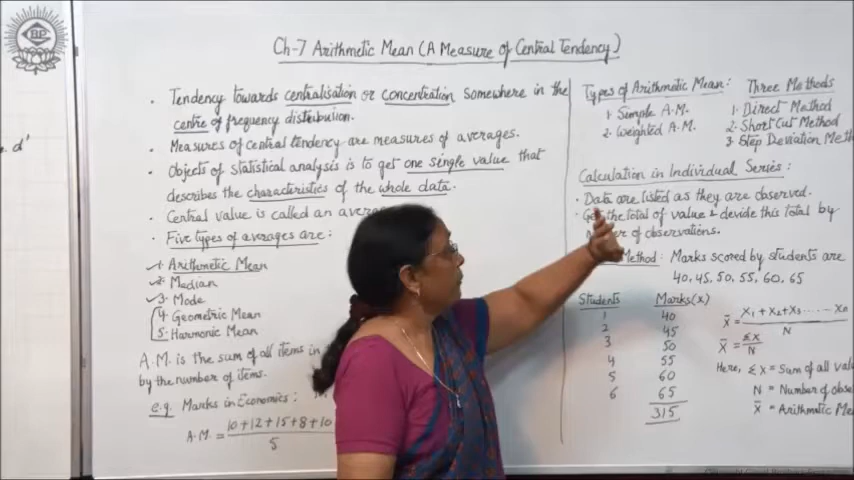 BP
e. d'
Ch-7 Arithmetic Mean (A Measure of Central Tendency)
• Tendency towards centralisation or concentration somewhere in the
centre of frequency distribution.
• Measures of central tendency are measures of averages.
• Objects of statistical analysis is to get one single value that
describes the characteristics of the whole data.
• Central value is called an aver
• Five types of averages are:
1. Arithmetic Mean
2. Median
3. Mode
4. Geometric Mean
5. Harmonic Mean
A.M. is the sum of all items in
by the number of items.
e.g. Marks in Economics:
A.M. = 10+12+15+8+10
5
Types of Arithmetic Mean:
1. Simple A.M.
2. Weighted A.M.
Three Methods
1. Direct Method
2. Short Cut Method
3. Step Deviation Meth
Calculation in Individual Series:
• Data are listed as they are observed.
• Get the total of value & devide this total by
of observations.
Method: Marks scored by students are
40, 45, 50, 55, 60, 65
Students Marks(x)
1 40
2 45
3 50
4 55
5 60
6 65
315
X̄ = X₁ + X₂ + X₃ ...... Xn
N
X̄ = ΣX
N
Here, ΣX = Sum of all val
N = Number of obse
X̄ = Arithmetic Me